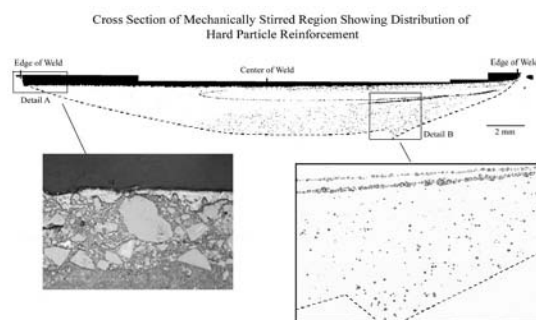 Cross Section of Mechanically Stirred Region Showing Distribution of
Hard Particle Reinforcement
Edge of Weld
Center of Weld
Edge of Weld
Detail A
Detail B
2 mm